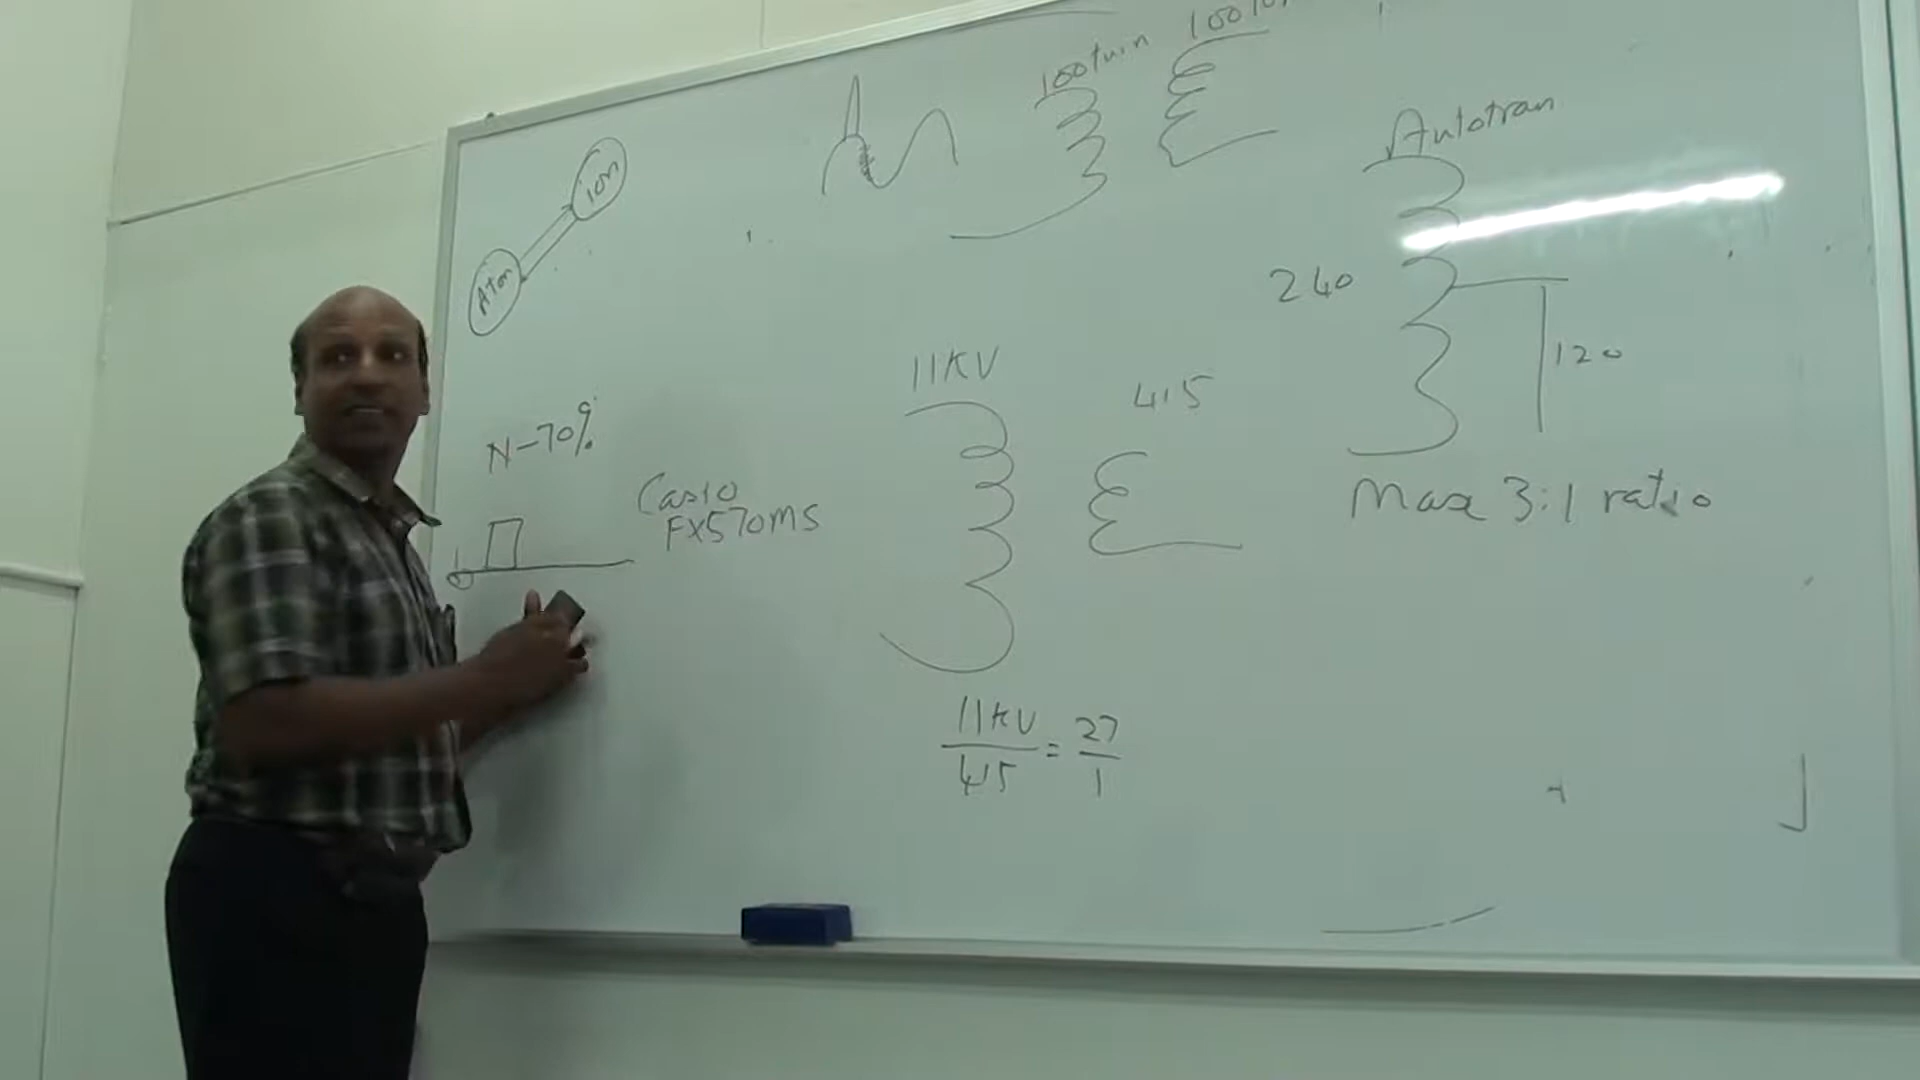 100turn
100
Autotran
ion
Atom
240
120
11KV
415
N-70%
Casio
FX570MS
Max 3:1 ratio
11KV
415
=
27
1